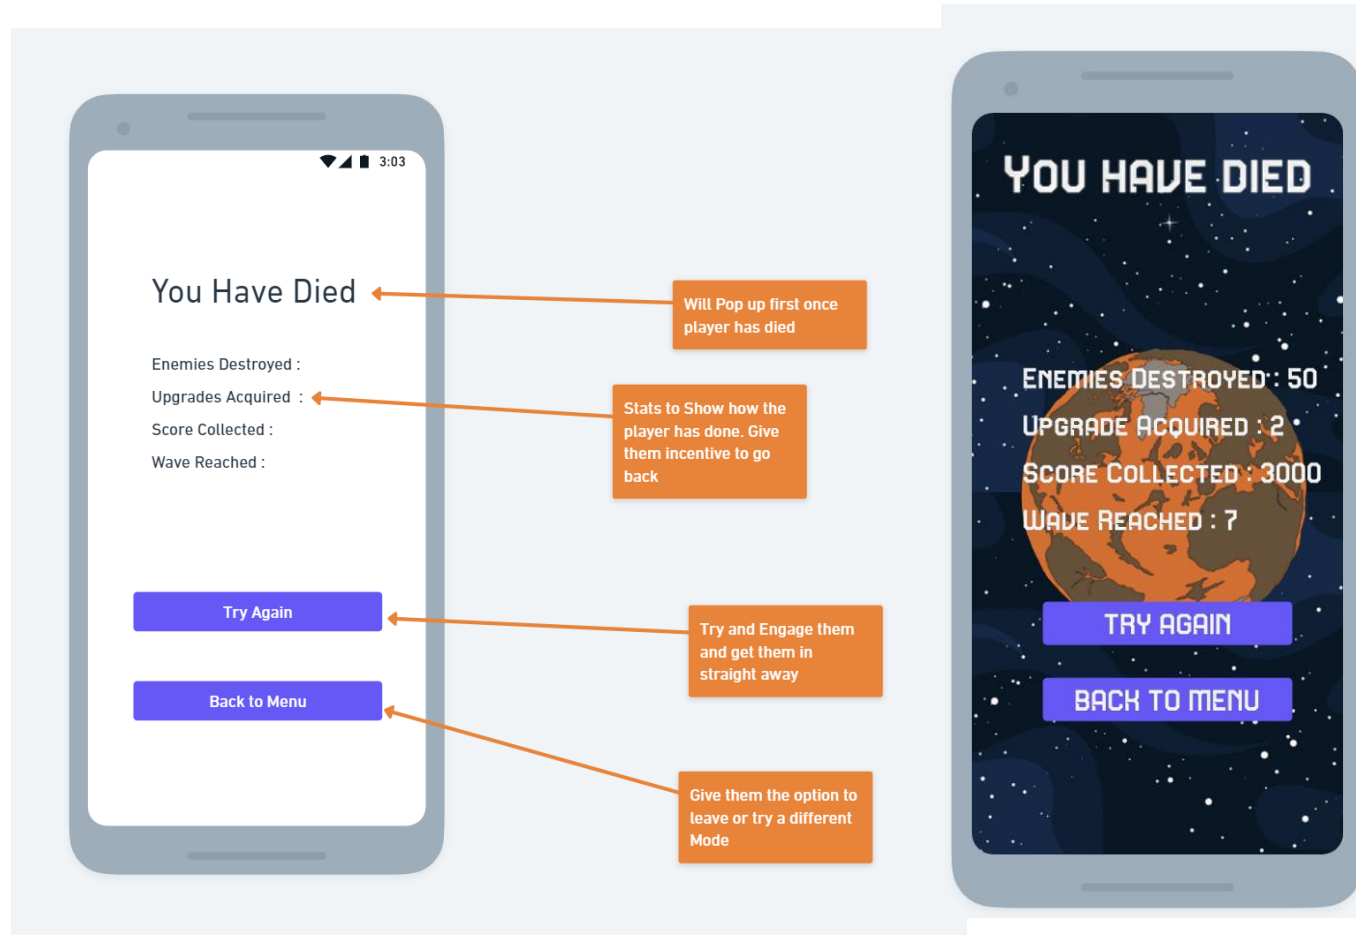 3:03
You Have Died
Enemies Destroyed :
Upgrades Acquired  :
Score Collected :
Wave Reached :
Try Again
Back to Menu
Will Pop up first once
player has died
Stats to Show how the
player has done. Give
them incentive to go
back
Try and Engage them
and get them in
straight away
Give them the option to
leave or try a different
Mode
You have died
Enemies Destroyed : 50
Upgrade Acquired : 2
Score Collected : 3000
Wave Reached : 7
TRY AGAIN
BACK TO MENU